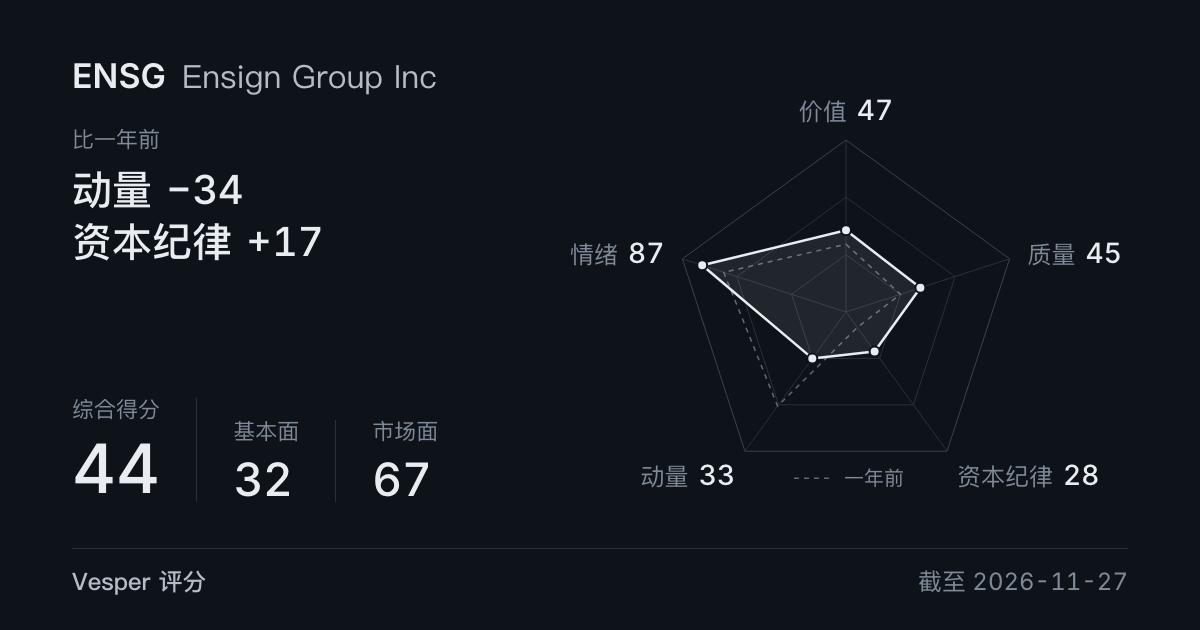 ENSG Ensign Group Inc
比一年前
动量 −34
资本纪律 +17
价值 47
情绪 87
质量 45
动量 33
---- 一年前
资本纪律 28
综合得分
44
基本面
32
市场面
67
Vesper 评分
截至 2026-11-27